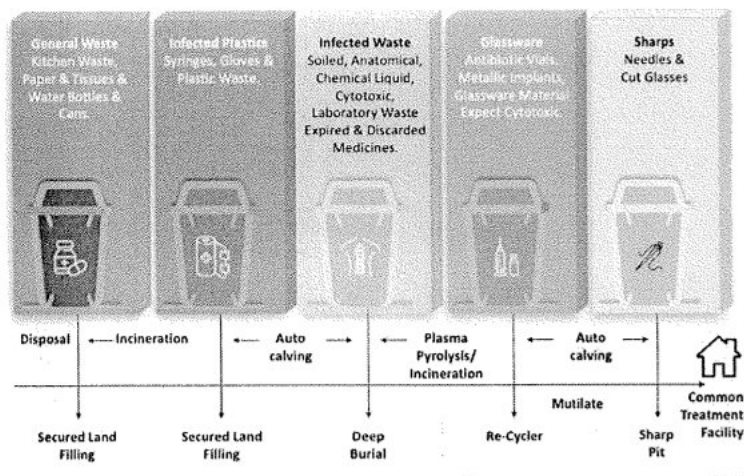 General Waste
Kitchen Waste,
Paper & Tissues &
Water Bottles &
Cans.
Infected Plastics
Syringes, Gloves &
Plastic Waste.
Infected Waste
Soiled, Anatomical,
Chemical Liquid,
Cytotoxic,
Laboratory Waste
Expired & Discarded
Medicines.
Glassware
Antibiotic Vials,
Metallic Implants,
Glassware Material
Expect Cytotoxic.
Sharps
Needles &
Cut Glasses
Disposal
Incineration
Auto
calving
Plasma
Pyrolysis/
Incineration
Auto
calving
Mutilate
Common
Treatment
Facility
Secured Land
Filling
Secured Land
Filling
Deep
Burial
Re-Cycler
Sharp
Pit